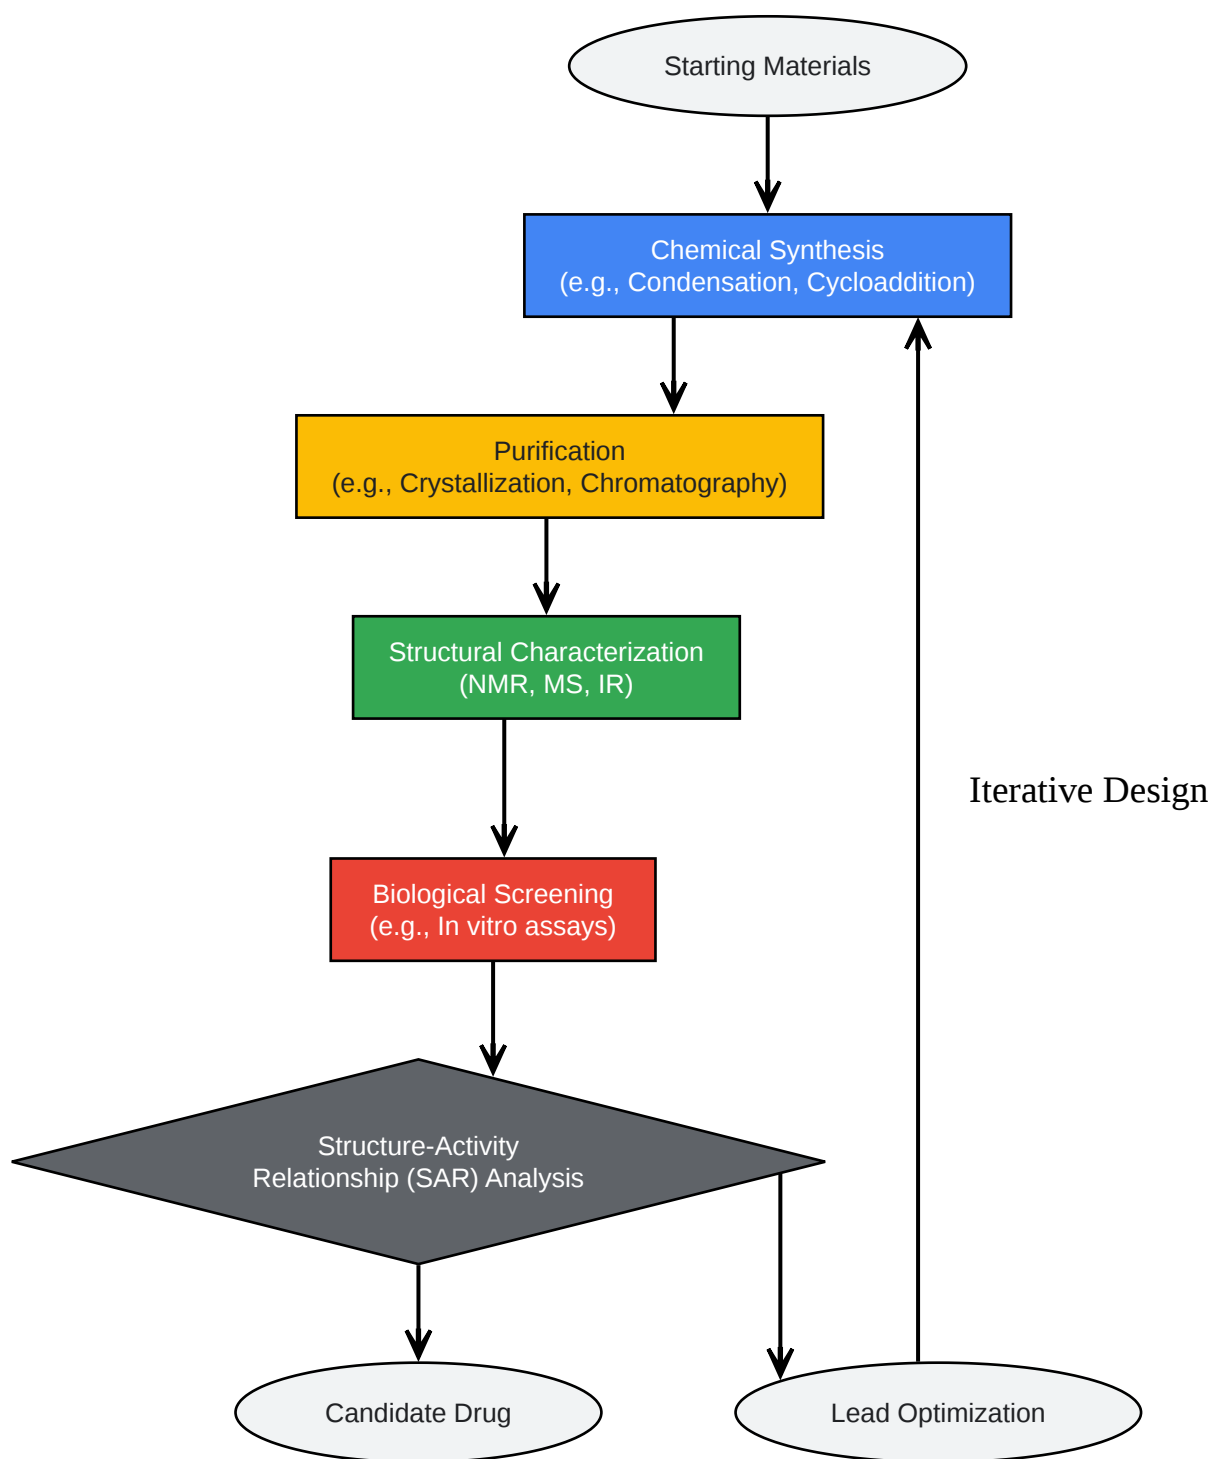 Starting Materials
Chemical Synthesis
(e.g., Condensation, Cycloaddition)
Purification
(e.g., Crystallization, Chromatography)
Structural Characterization
(NMR, MS, IR)
Iterative Design
Biological Screening
(e.g., In vitro assays)
Structure-Activity
Relationship (SAR) Analysis
Candidate Drug
Lead Optimization